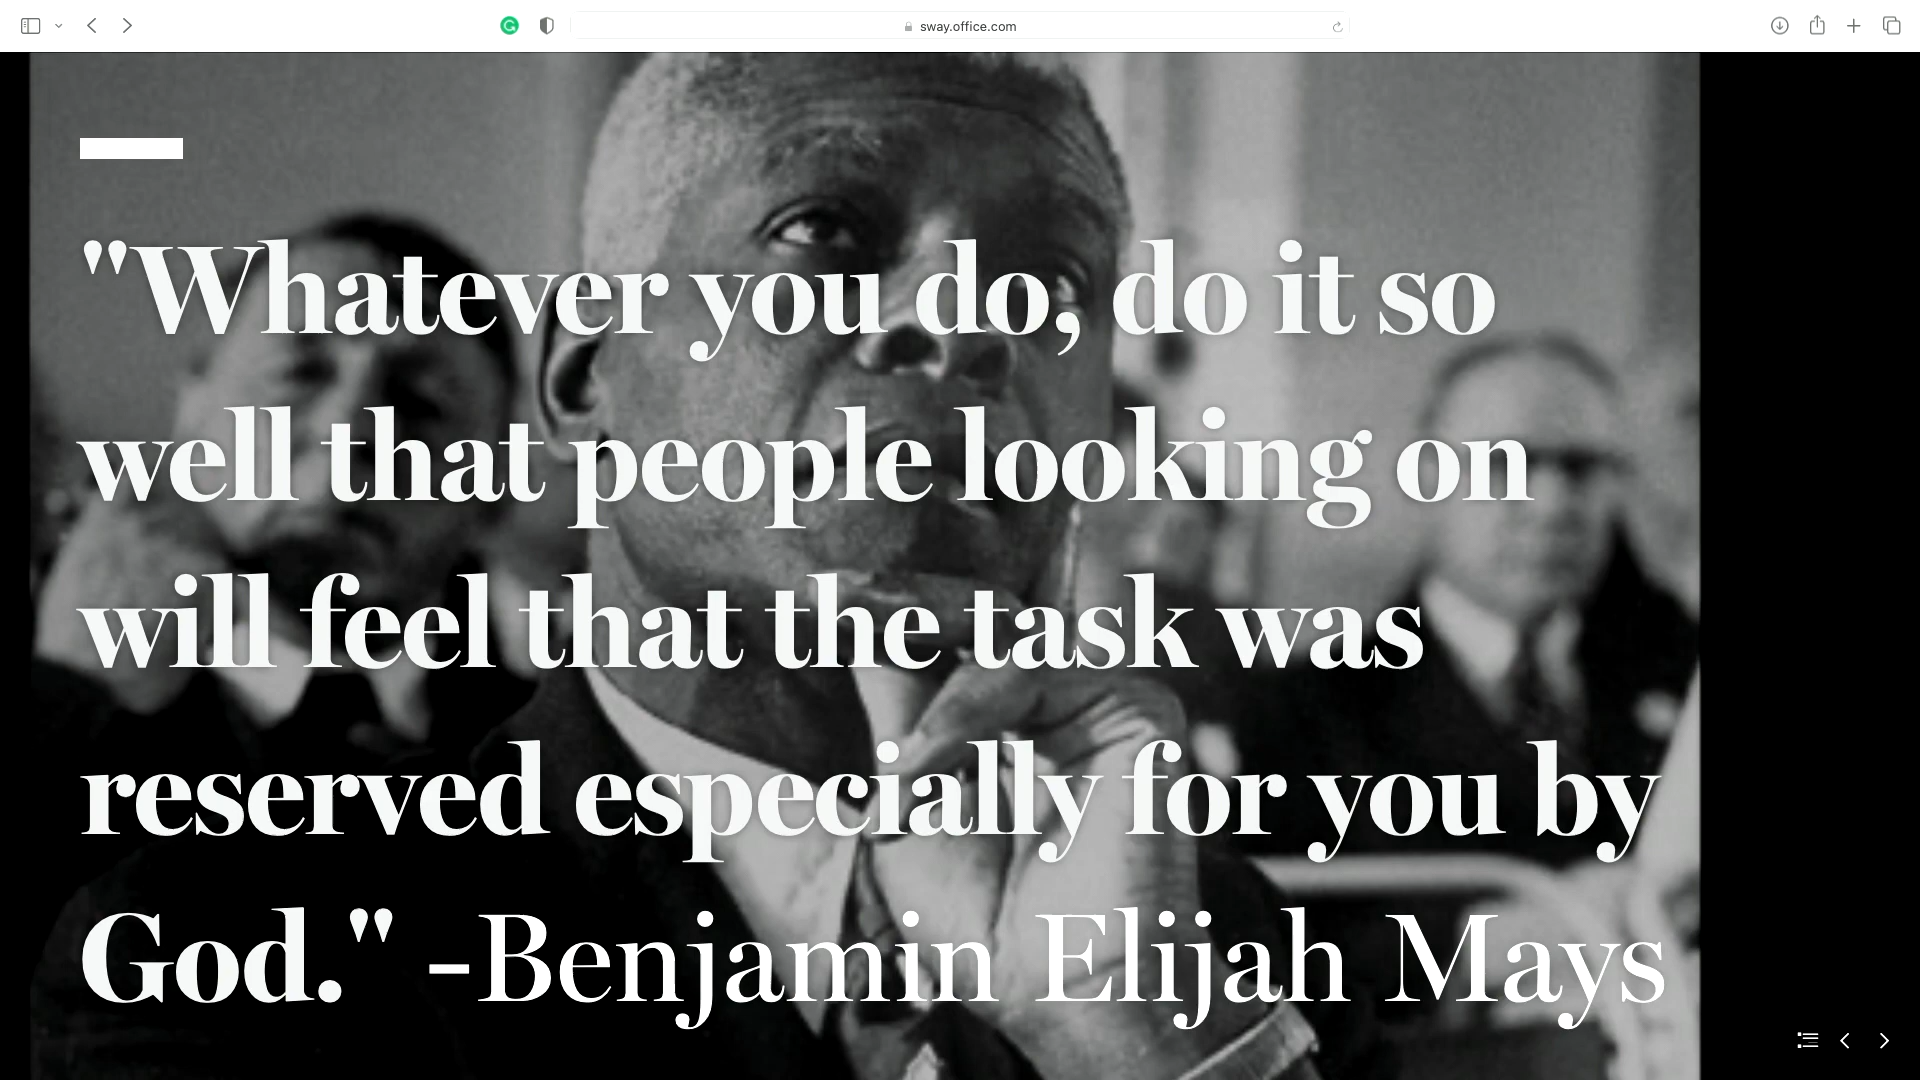 sway.office.com
"Whatever you do, do it so
well that people looking on
will feel that the task was
reserved especially for you by
God." -Benjamin Elijah Mays